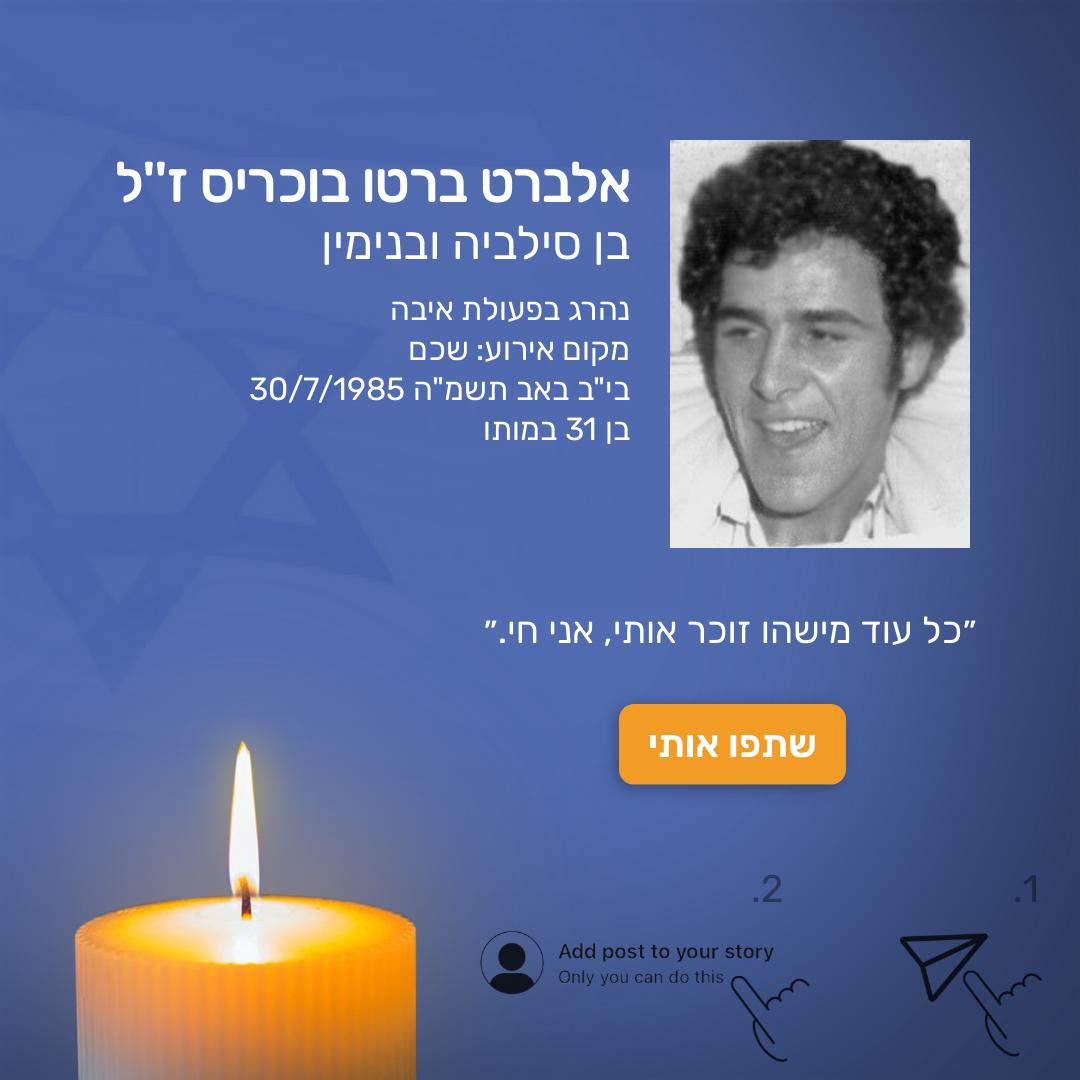 אלברט ברטו בוכריס ז"ל
בן סילביה ובנימין
נהרג בפעולת איבה
מקום אירוע: שכם
בי"ב באב תשמ"ה 30/7/1985
בן 31 במותו
״כל עוד מישהו זוכר אותי, אני חי.״
שתפו אותי
1.
2.
Add post to your story
Only you can do this